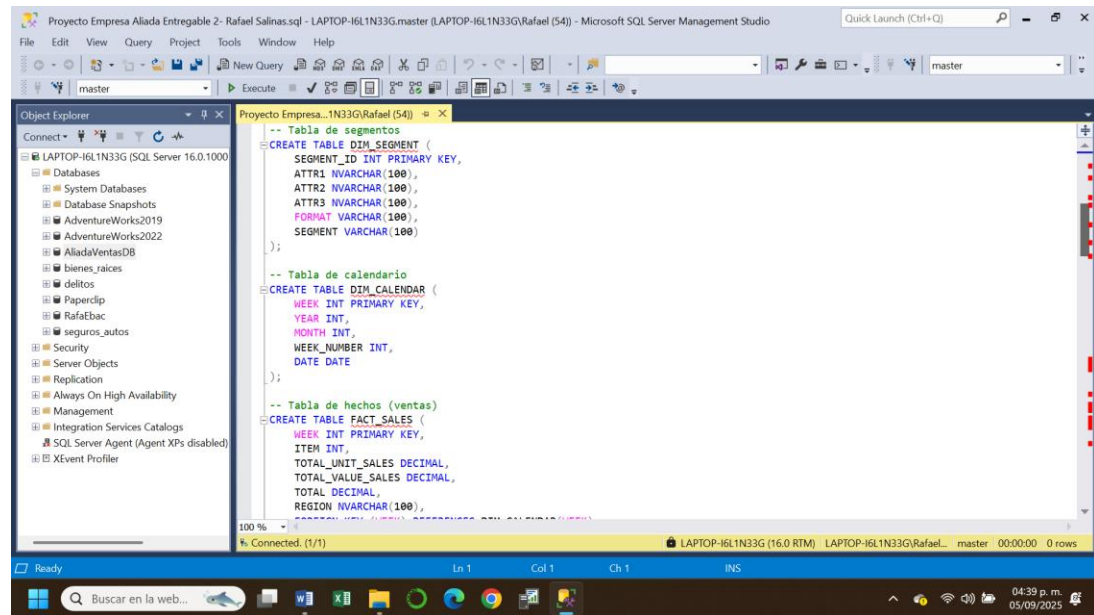 Proyecto Empresa Aliada Entregable 2- Rafael Salinas.sql - LAPTOP-I6L1N33G.master (LAPTOP-I6L1N33G\Rafael (54)) - Microsoft SQL Server Management Studio
Quick Launch (Ctrl+Q)
File Edit View Query Project Tools Window Help
New Query
master
master
Execute
Object Explorer
Proyecto Empresa...1N33G\Rafael (54))
Connect
LAPTOP-I6L1N33G (SQL Server 16.0.1000
Databases
System Databases
Database Snapshots
AdventureWorks2019
AdventureWorks2022
AliadaVentasDB
bienes_raices
delitos
Paperclip
RafaEbac
seguros_autos
Security
Server Objects
Replication
Always On High Availability
Management
Integration Services Catalogs
SQL Server Agent (Agent XPs disabled)
XEvent Profiler
-- Tabla de segmentos
CREATE TABLE DIM_SEGMENT (
SEGMENT_ID INT PRIMARY KEY,
ATTR1 NVARCHAR(100),
ATTR2 NVARCHAR(100),
ATTR3 NVARCHAR(100),
FORMAT VARCHAR(100),
SEGMENT VARCHAR(100)
);
-- Tabla de calendario
CREATE TABLE DIM_CALENDAR (
WEEK INT PRIMARY KEY,
YEAR INT,
MONTH INT,
WEEK_NUMBER INT,
DATE DATE
);
-- Tabla de hechos (ventas)
CREATE TABLE FACT_SALES (
WEEK INT PRIMARY KEY,
ITEM INT,
TOTAL_UNIT_SALES DECIMAL,
TOTAL_VALUE_SALES DECIMAL,
TOTAL DECIMAL,
REGION NVARCHAR(100),
FOREIGN KEY (WEEK) REFERENCES DIM_CALENDAR(WEEK)
100 %
Connected. (1/1)
LAPTOP-I6L1N33G (16.0 RTM) LAPTOP-I6L1N33G\Rafael... master 00:00:00 0 rows
Ready
Ln 1 Col 1 Ch 1 INS
Buscar en la web...
04:39 p. m.
05/09/2025